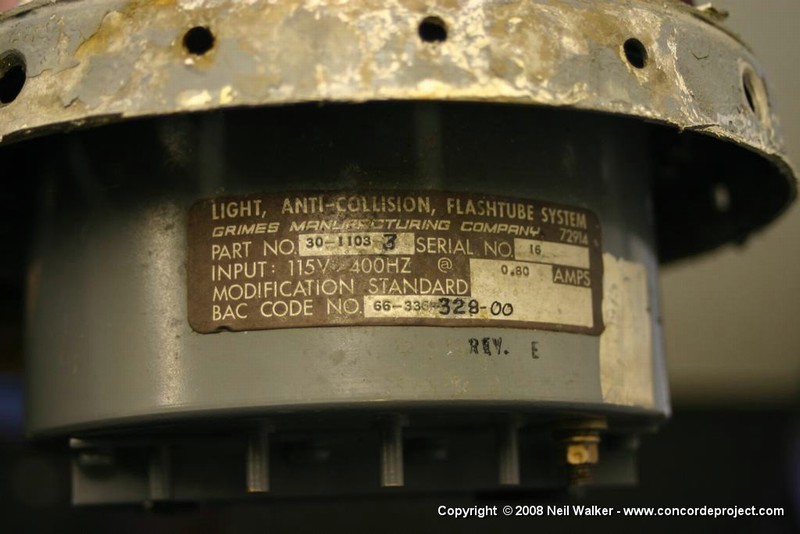 LIGHT, ANTI-COLLISION, FLASHTUBE SYSTEM
GRIMES MANUFACTURING COMPANY 72914
PART NO. 30-1103 3 SERIAL NO. 16
INPUT: 115V 400HZ @ 0.80 AMPS
MODIFICATION STANDARD
BAC CODE NO. 66-336-329-00
REV. E
Copyright © 2008 Neil Walker - www.concordeproject.com